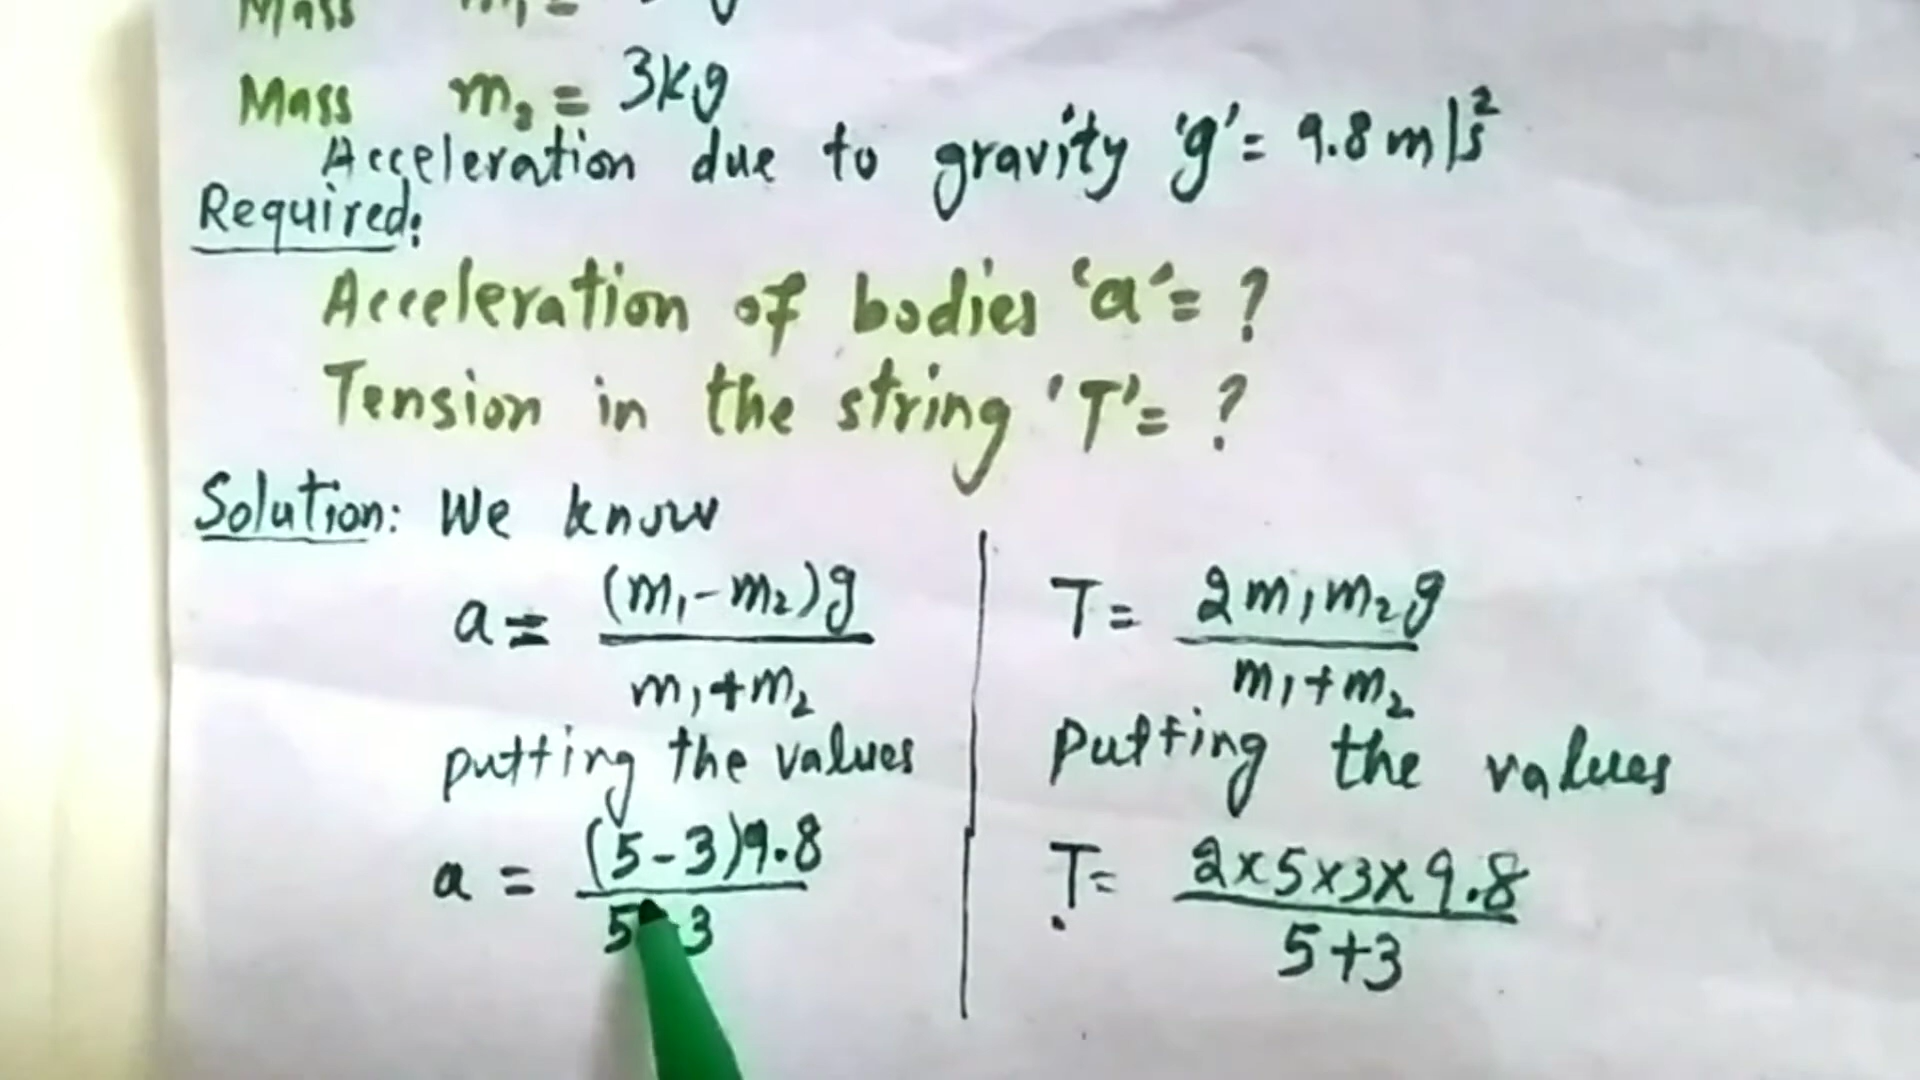 Mass m₁ =
Mass m₂ = 3kg
Acceleration due to gravity 'g' = 9.8 m/s²
Required:
Acceleration of bodies 'a' = ?
Tension in the string 'T' = ?
Solution: We know
a = (m₁-m₂)g / m₁+m₂
putting the values
a = (5-3)9.8 / 5 3
T = 2m₁m₂g / m₁+m₂
Putting the values
T = 2×5×3×9.8 / 5+3